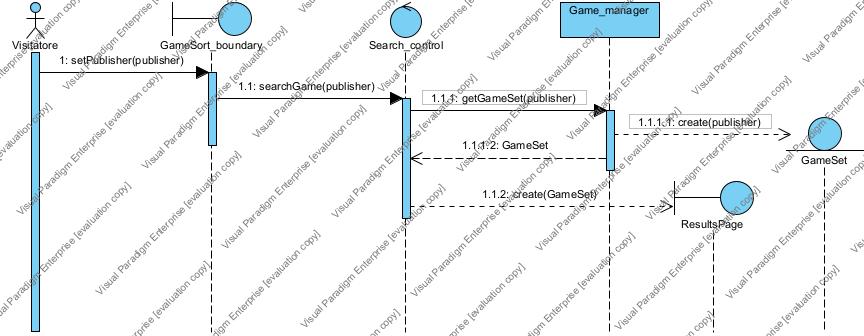 Visitatore
GameSort_boundary
Search_control
Game_manager
1: setPublisher(publisher)
1.1: searchGame(publisher)
1.1.1: getGameSet(publisher)
1.1.1.1: create(publisher)
1.1.1.2: GameSet
GameSet
1.1.2: create(GameSet)
ResultsPage
Visual Paradigm Enterprise [evaluation copy]